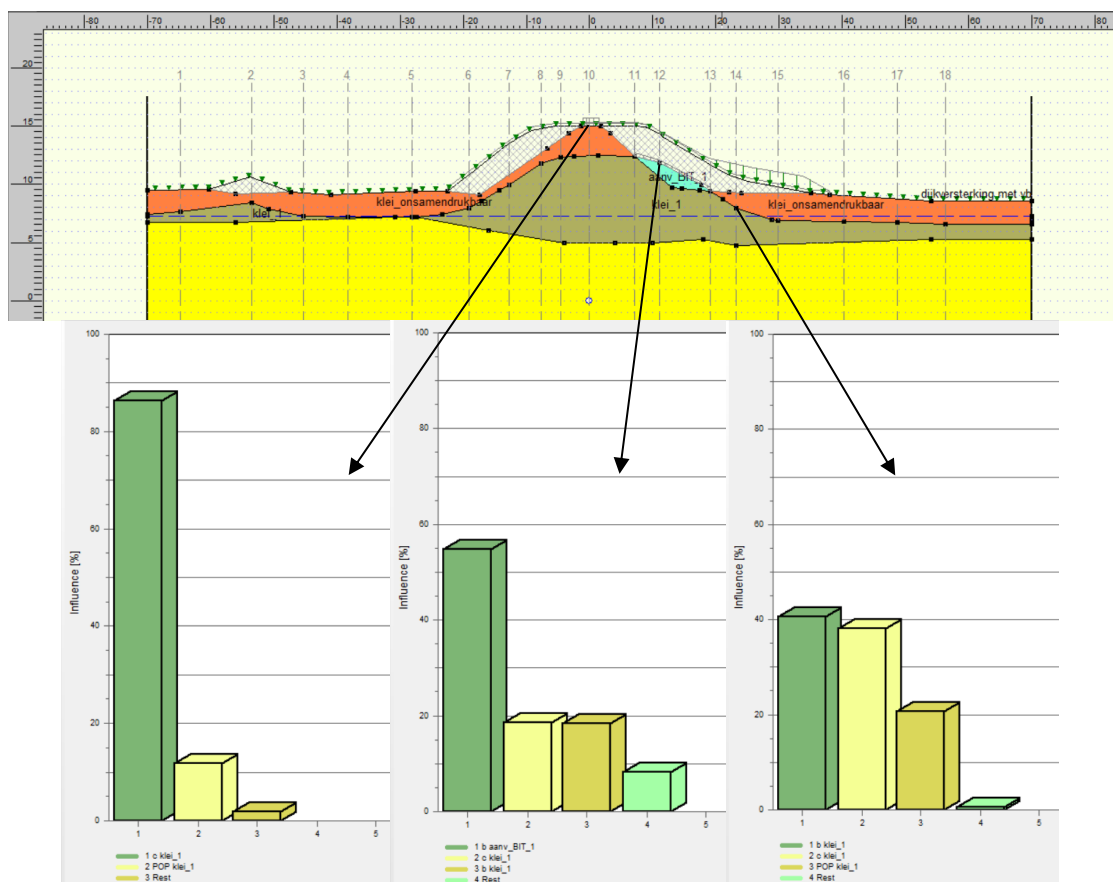 -80 -70 -60 -50 -40 -30 -20 -10 0 10 20 30 40 50 60 70 80
20
1 2 3 4 5 6 7 8 9 10 11 12 13 14 15 16 17 18
15
10
5
0
aanv_BIT_1
dijkversterking met vb
klei_onsamendrukbaar
klei_1
klei_onsamendrukbaar
klei_1
100
80
60
40
20
0
Influence [%]
1 2 3 4 5
1 c klei_1
2 POP klei_1
3 Rest
100
80
60
40
20
0
Influence [%]
1 2 3 4 5
1 b aanv_BIT_1
2 c klei_1
3 b klei_1
4 Rest
100
80
60
40
20
0
Influence [%]
1 2 3 4 5
1 b klei_1
2 c klei_1
3 POP klei_1
4 Rest